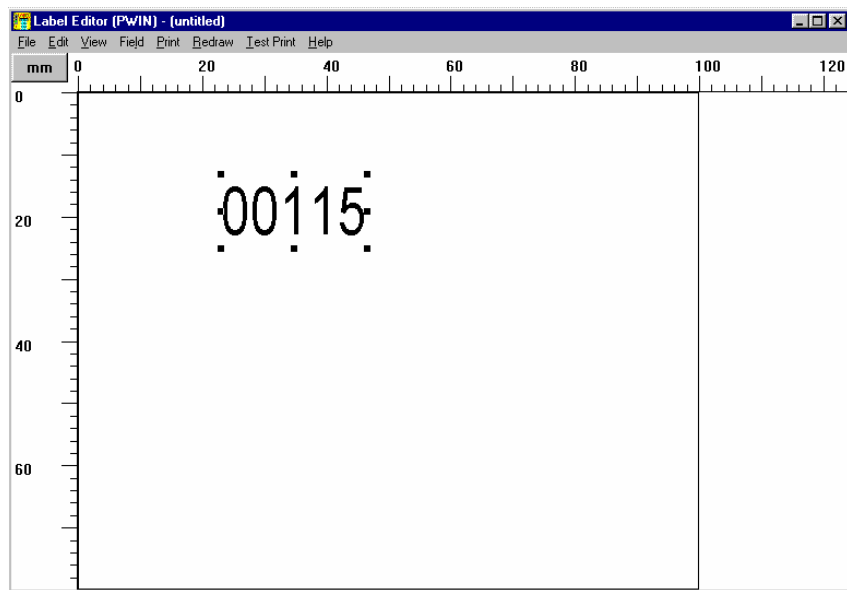 Label Editor (PWIN) - (untitled)
File Edit View Field Print Redraw Test Print Help
mm 0 20 40 60 80 100 120
0
00115
20
40
60